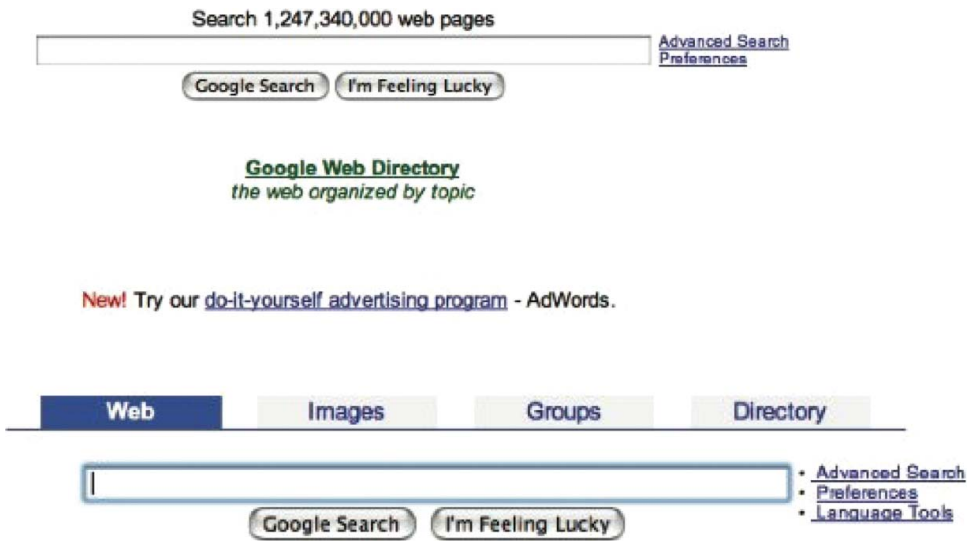 Search 1,247,340,000 web pages
Advanced Search
Preferences
Google Search I'm Feeling Lucky
Google Web Directory
the web organized by topic
New! Try our do-it-yourself advertising program - AdWords.
Web Images Groups Directory
• Advanced Search
• Preferences
• Language Tools
Google Search I'm Feeling Lucky